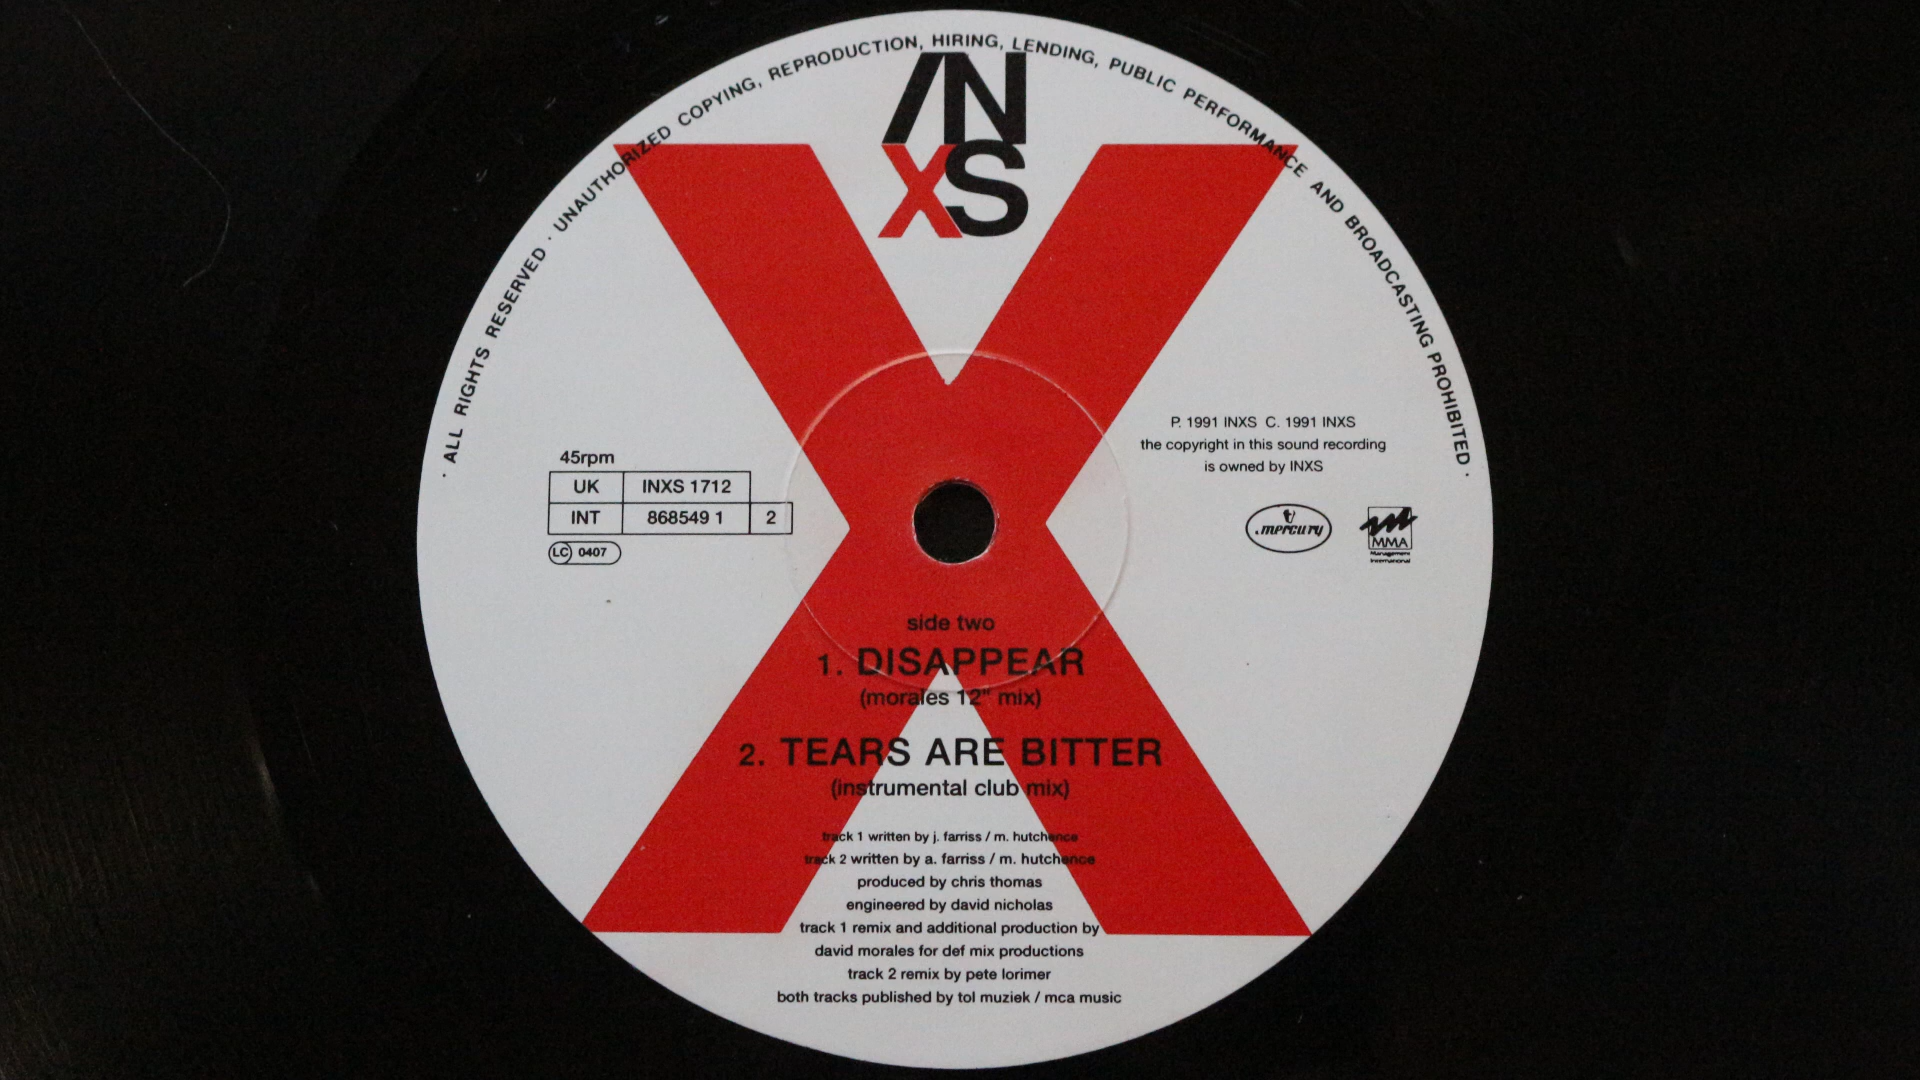 · ALL RIGHTS RESERVED · UNAUTHORIZED COPYING, REPRODUCTION, HIRING, LENDING, PUBLIC PERFORMANCE AND BROADCASTING PROHIBITED ·
IN
XS
P. 1991 INXS C. 1991 INXS
the copyright in this sound recording
is owned by INXS
45rpm
UK INXS 1712
INT 868549 1 2
LC 0407
mercury
MMA
Management
International
side two
1. DISAPPEAR
(morales 12" mix)
2. TEARS ARE BITTER
(instrumental club mix)
track 1 written by j. farriss / m. hutchence
track 2 written by a. farriss / m. hutchence
produced by chris thomas
engineered by david nicholas
track 1 remix and additional production by
david morales for def mix productions
track 2 remix by pete lorimer
both tracks published by tol muziek / mca music